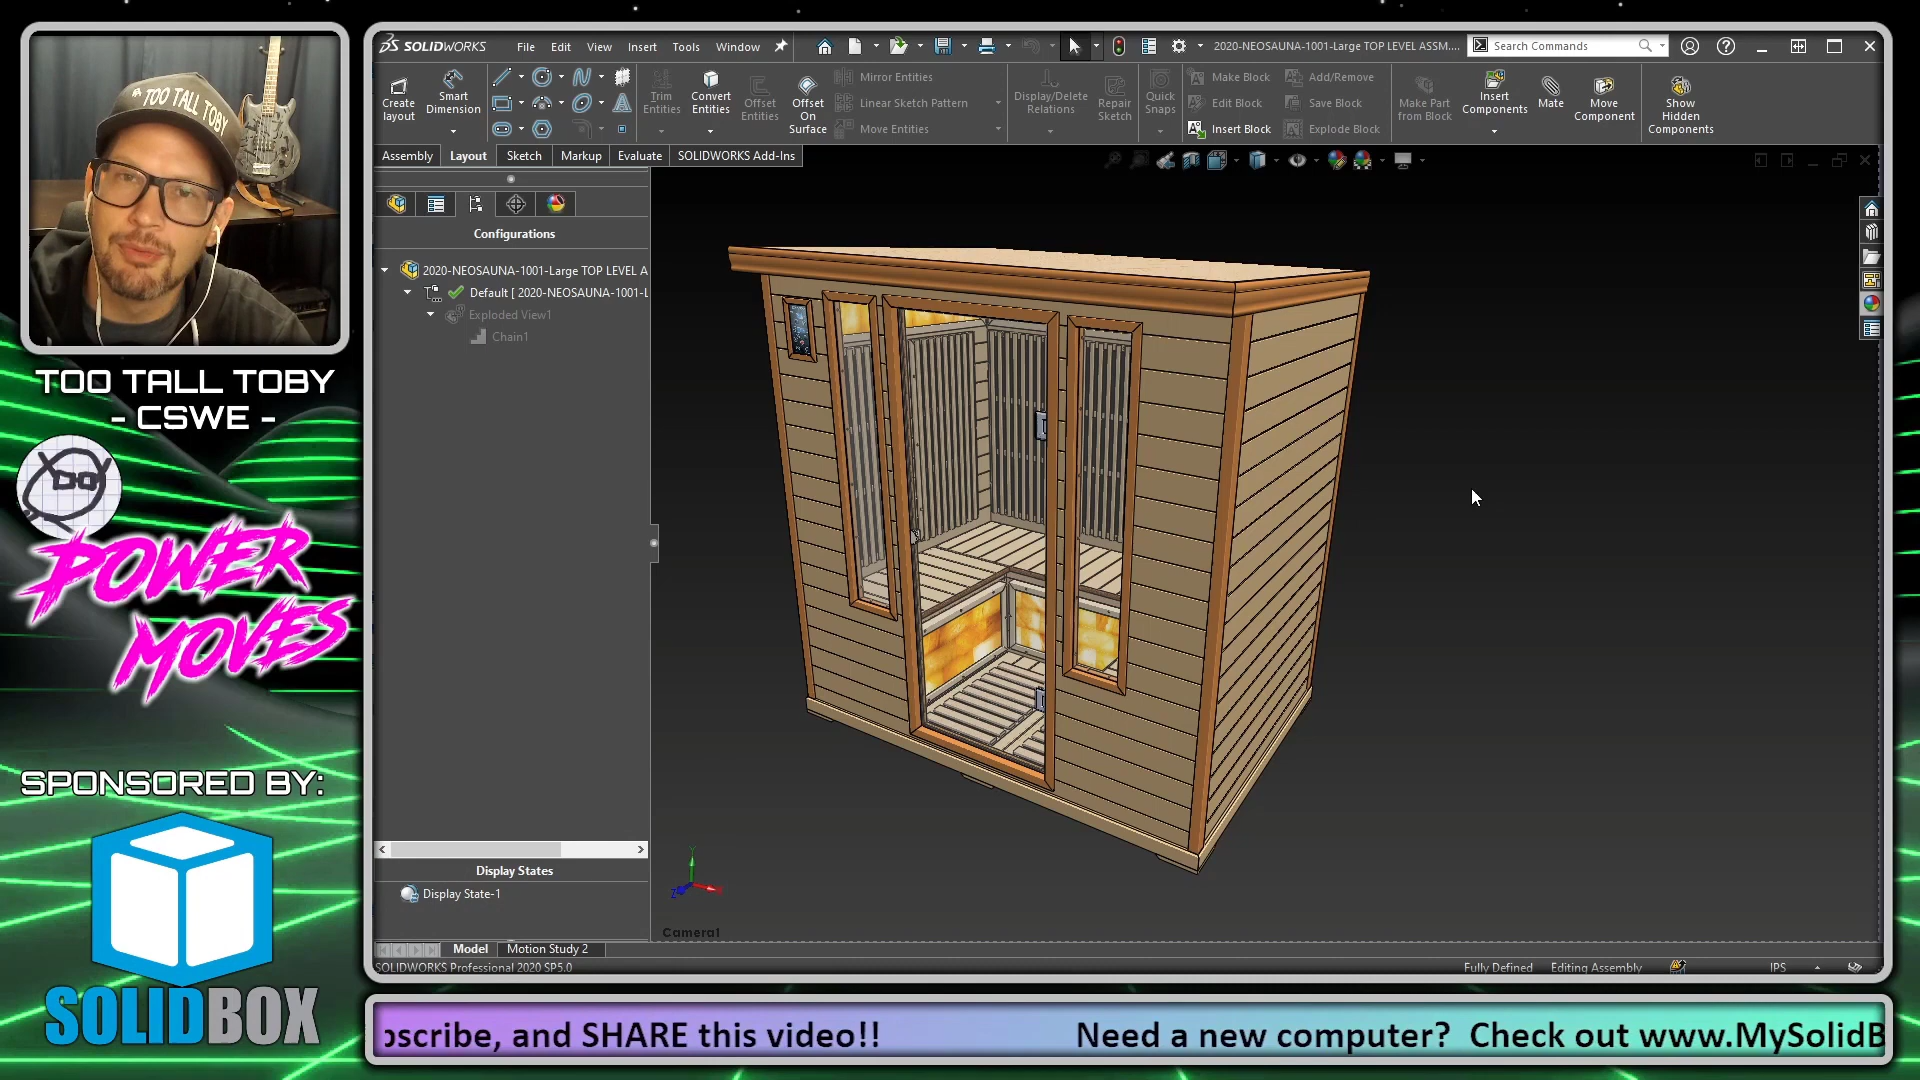 TOO TALL TOBY
TOO TALL TOBY
- CSWE -
POWER
MOVES
SPONSORED BY:
SOLIDBOX
SOLIDWORKS
File Edit View Insert Tools Window
2020-NEOSAUNA-1001-Large TOP LEVEL ASSM....
Search Commands
Create layout
Smart Dimension
Trim Entities
Convert Entities
Offset Entities
Offset On Surface
Mirror Entities
Linear Sketch Pattern
Move Entities
Display/Delete Relations
Repair Sketch
Quick Snaps
Make Block
Edit Block
Insert Block
Add/Remove
Save Block
Explode Block
Make Part from Block
Insert Components
Mate
Move Component
Show Hidden Components
Assembly Layout Sketch Markup Evaluate SOLIDWORKS Add-Ins
Configurations
2020-NEOSAUNA-1001-Large TOP LEVEL A
Default [ 2020-NEOSAUNA-1001-L
Exploded View1
Chain1
Display States
Display State-1
Y
Z
Camera1
Model Motion Study 2
SOLIDWORKS Professional 2020 SP5.0
Fully Defined Editing Assembly IPS
oscribe, and SHARE this video!! Need a new computer? Check out www.MySolidB